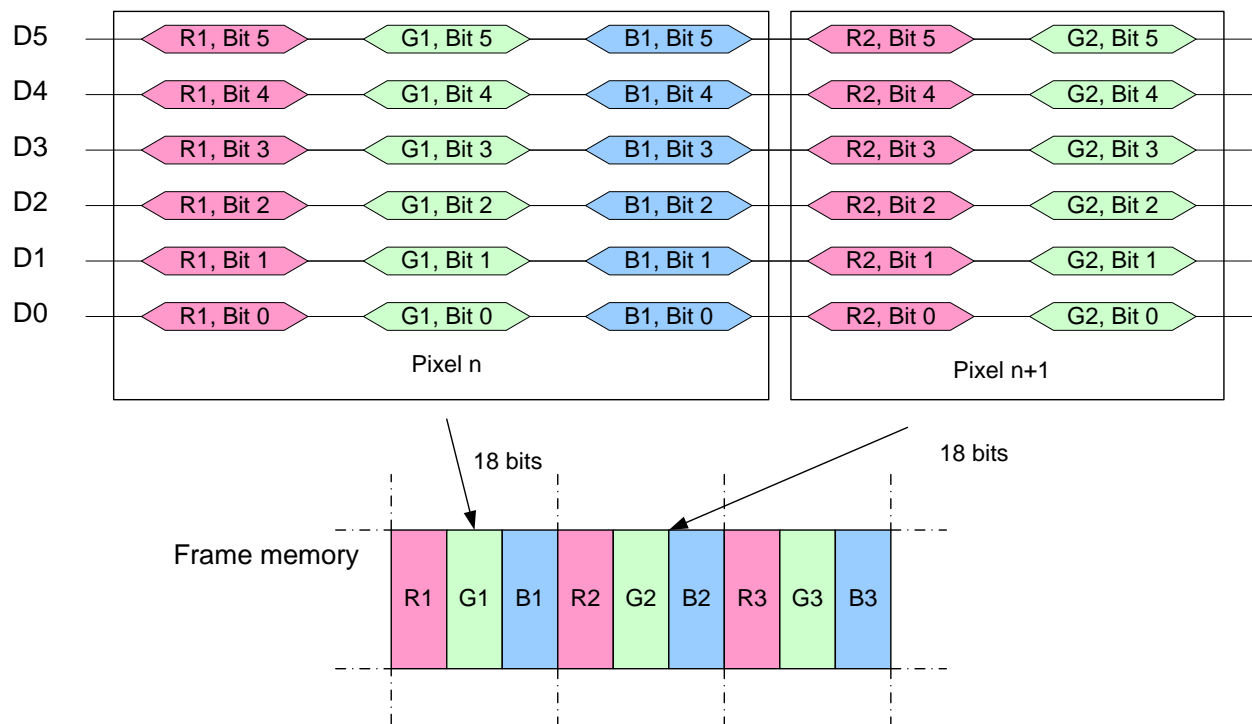 D5 R1, Bit 5 G1, Bit 5 B1, Bit 5 R2, Bit 5 G2, Bit 5
D4 R1, Bit 4 G1, Bit 4 B1, Bit 4 R2, Bit 4 G2, Bit 4
D3 R1, Bit 3 G1, Bit 3 B1, Bit 3 R2, Bit 3 G2, Bit 3
D2 R1, Bit 2 G1, Bit 2 B1, Bit 2 R2, Bit 2 G2, Bit 2
D1 R1, Bit 1 G1, Bit 1 B1, Bit 1 R2, Bit 1 G2, Bit 1
D0 R1, Bit 0 G1, Bit 0 B1, Bit 0 R2, Bit 0 G2, Bit 0
Pixel n Pixel n+1
18 bits 18 bits
Frame memory
R1 G1 B1 R2 G2 B2 R3 G3 B3